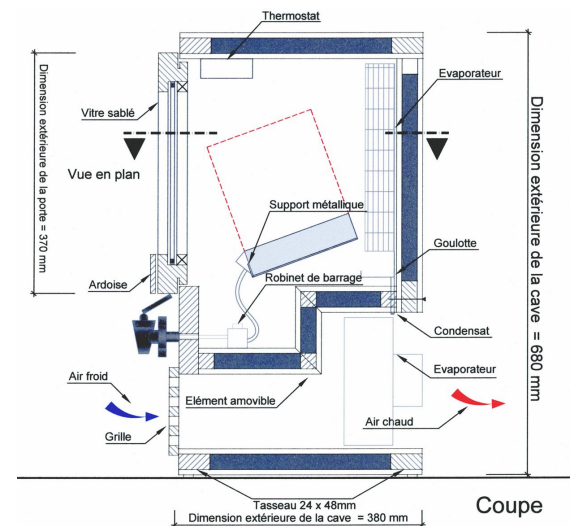 Thermostat
Evaporateur
Vitre sablé
Dimension extérieure de la porte = 370 mm
Dimension extérieure de la cave = 680 mm
Vue en plan
Support métallique
Goulotte
Robinet de barrage
Ardoise
Condensat
Evaporateur
Air froid
Elément amovible
Air chaud
Grille
Tasseau 24 x 48mm
Dimension extérieure de la cave = 380 mm
Coupe